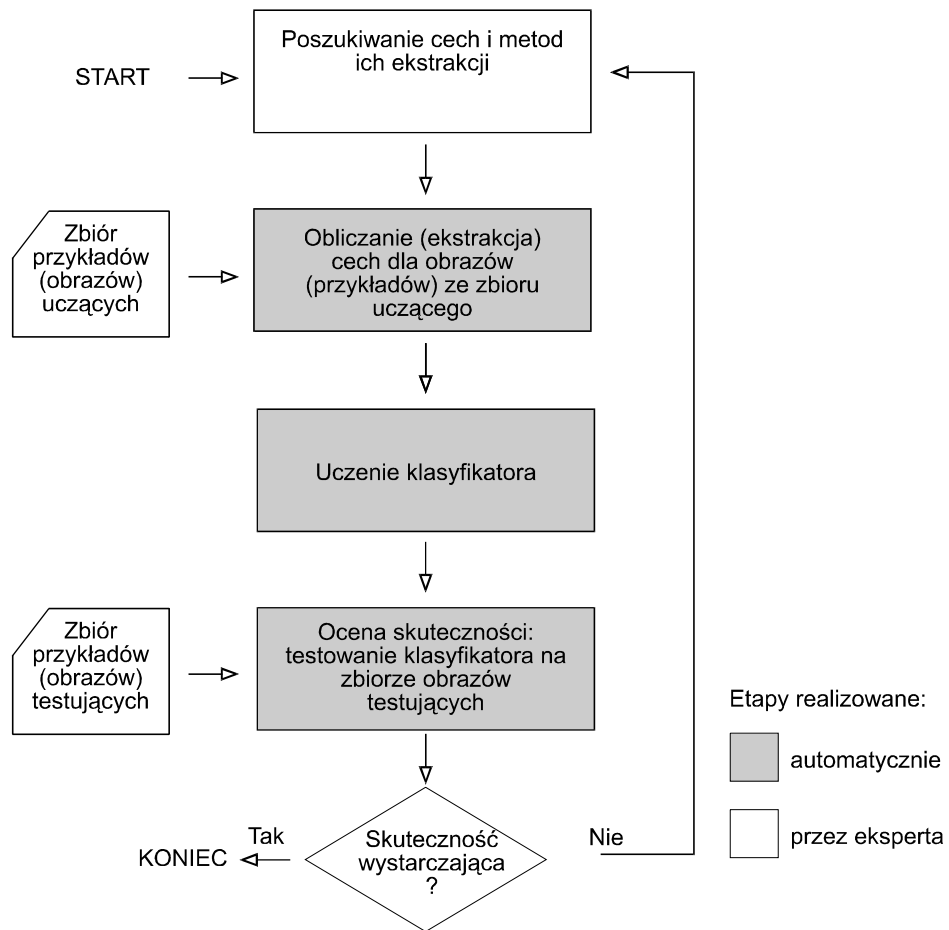 Poszukiwanie cech i metod
ich ekstrakcji
START
Zbiór
przykładów
(obrazów)
uczących
Obliczanie (ekstrakcja)
cech dla obrazów
(przykładów) ze zbioru
uczącego
Uczenie klasyfikatora
Zbiór
przykładów
(obrazów)
testujących
Ocena skuteczności:
testowanie klasyfikatora na
zbiorze obrazów
testujących
Etapy realizowane:
automatycznie
przez eksperta
Skuteczność
wystarczająca
?
Tak
KONIEC
Nie